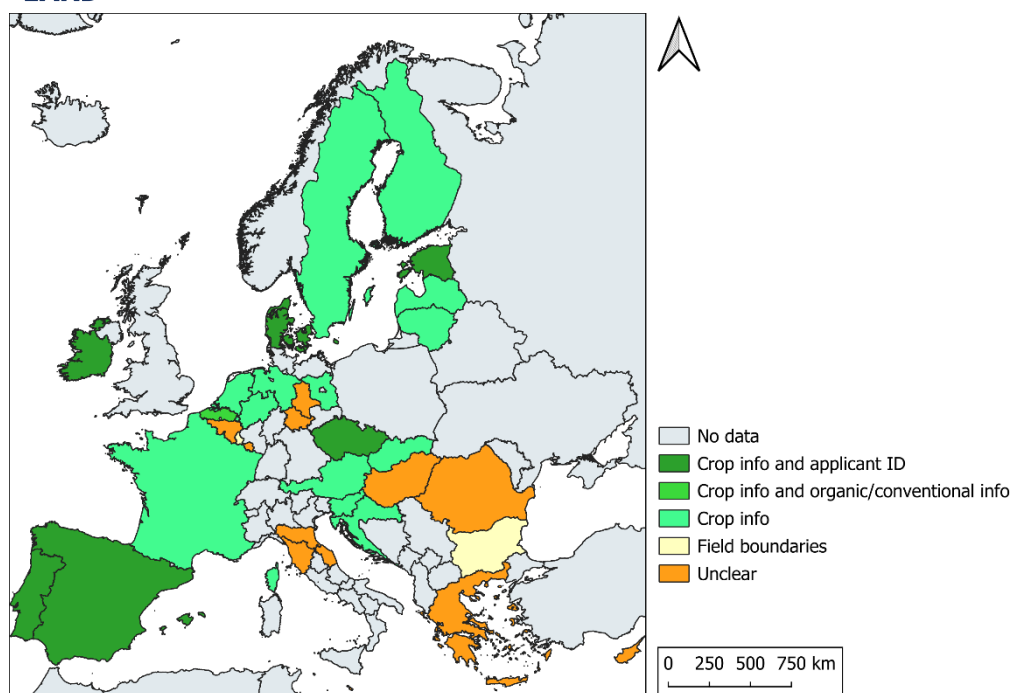 No data
Crop info and applicant ID
Crop info and organic/conventional info
Crop info
Field boundaries
Unclear
0 250 500 750 km